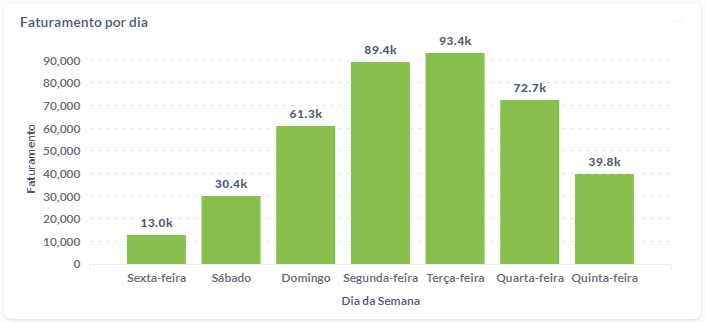 Faturamento por dia
93.4k
89.4k
72.7k
61.3k
39.8k
30.4k
13.0k
90,000
80,000
70,000
60,000
50,000
40,000
30,000
20,000
10,000
0
Faturamento
Sexta-feira Sábado Domingo Segunda-feira Terça-feira Quarta-feira Quinta-feira
Dia da Semana